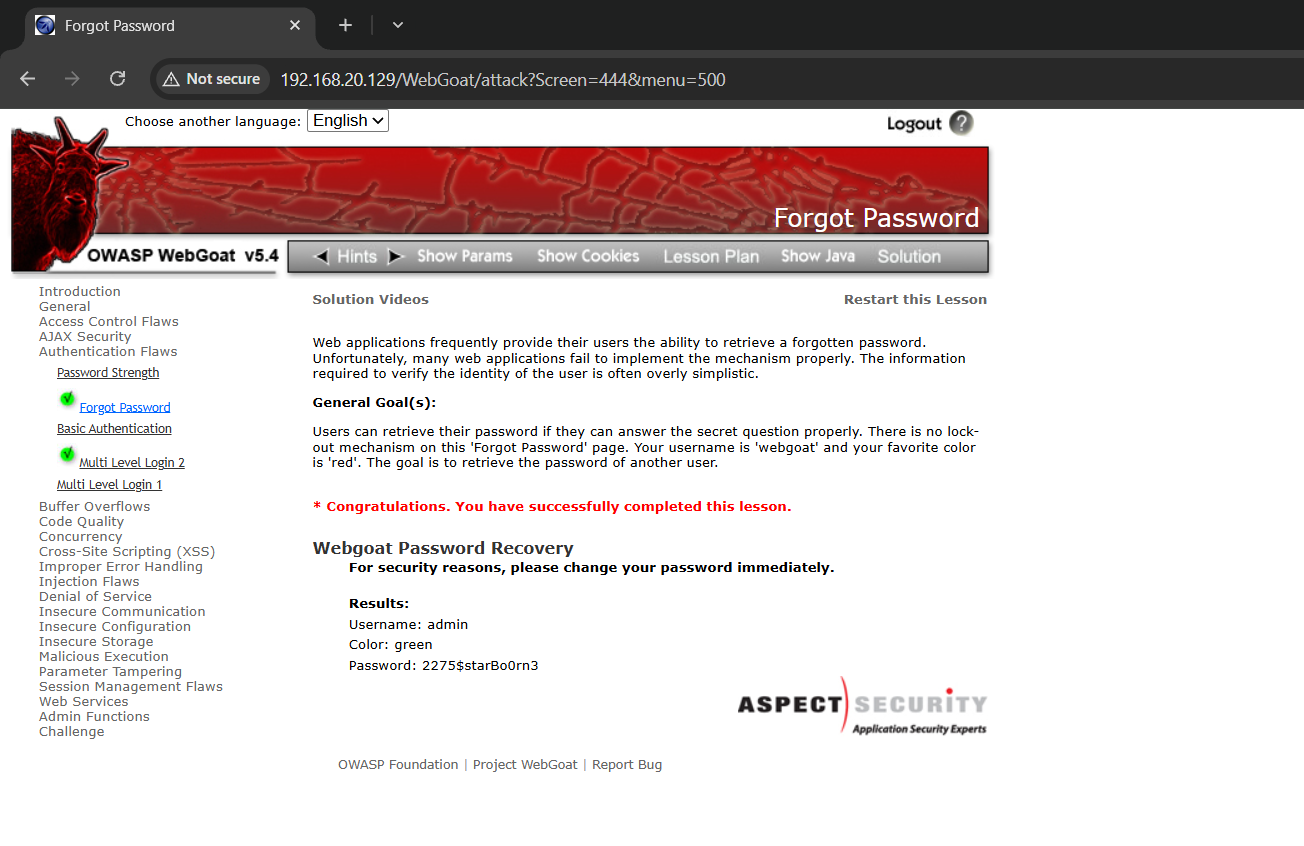 Forgot Password
Not secure
192.168.20.129/WebGoat/attack?Screen=444&menu=500
Choose another language: English
Logout ?
Forgot Password
OWASP WebGoat v5.4
Hints Show Params Show Cookies Lesson Plan Show Java Solution
Introduction
General
Access Control Flaws
AJAX Security
Authentication Flaws
Password Strength
Forgot Password
Basic Authentication
Multi Level Login 2
Multi Level Login 1
Buffer Overflows
Code Quality
Concurrency
Cross-Site Scripting (XSS)
Improper Error Handling
Injection Flaws
Denial of Service
Insecure Communication
Insecure Configuration
Insecure Storage
Malicious Execution
Parameter Tampering
Session Management Flaws
Web Services
Admin Functions
Challenge
Solution Videos
Restart this Lesson
Web applications frequently provide their users the ability to retrieve a forgotten password.
Unfortunately, many web applications fail to implement the mechanism properly. The information
required to verify the identity of the user is often overly simplistic.
General Goal(s):
Users can retrieve their password if they can answer the secret question properly. There is no lock-
out mechanism on this 'Forgot Password' page. Your username is 'webgoat' and your favorite color
is 'red'. The goal is to retrieve the password of another user.
* Congratulations. You have successfully completed this lesson.
Webgoat Password Recovery
For security reasons, please change your password immediately.
Results:
Username: admin
Color: green
Password: 2275$starBo0rn3
ASPECT SECURITY
Application Security Experts
OWASP Foundation | Project WebGoat | Report Bug